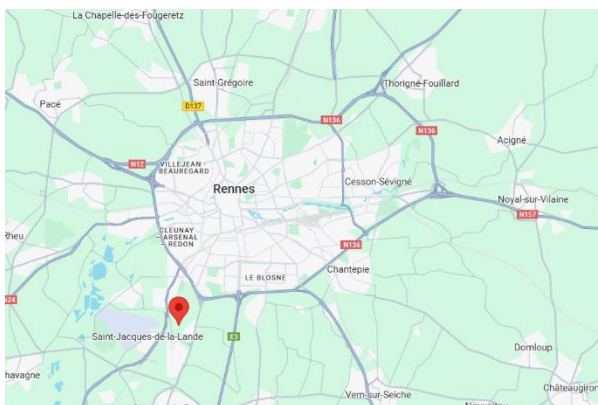 La Chapelle-des-Fougeretz
Saint-Grégoire
Thorigné-Fouillard
Pacé
D137
N136
N136
Acigné
N12
VILLEJEAN
BEAUREGARD
Rennes
Cesson-Sévigné
Noyal-sur-Vilaine
N157
CLEUNAY
- ARSENAL
- REDON
Rheu
N136
LE BLOSNE
Chantepie
N24
Saint-Jacques-de-la-Lande
E3
Domloup
havagne
Châteaugiron
Vern-sur-Seiche